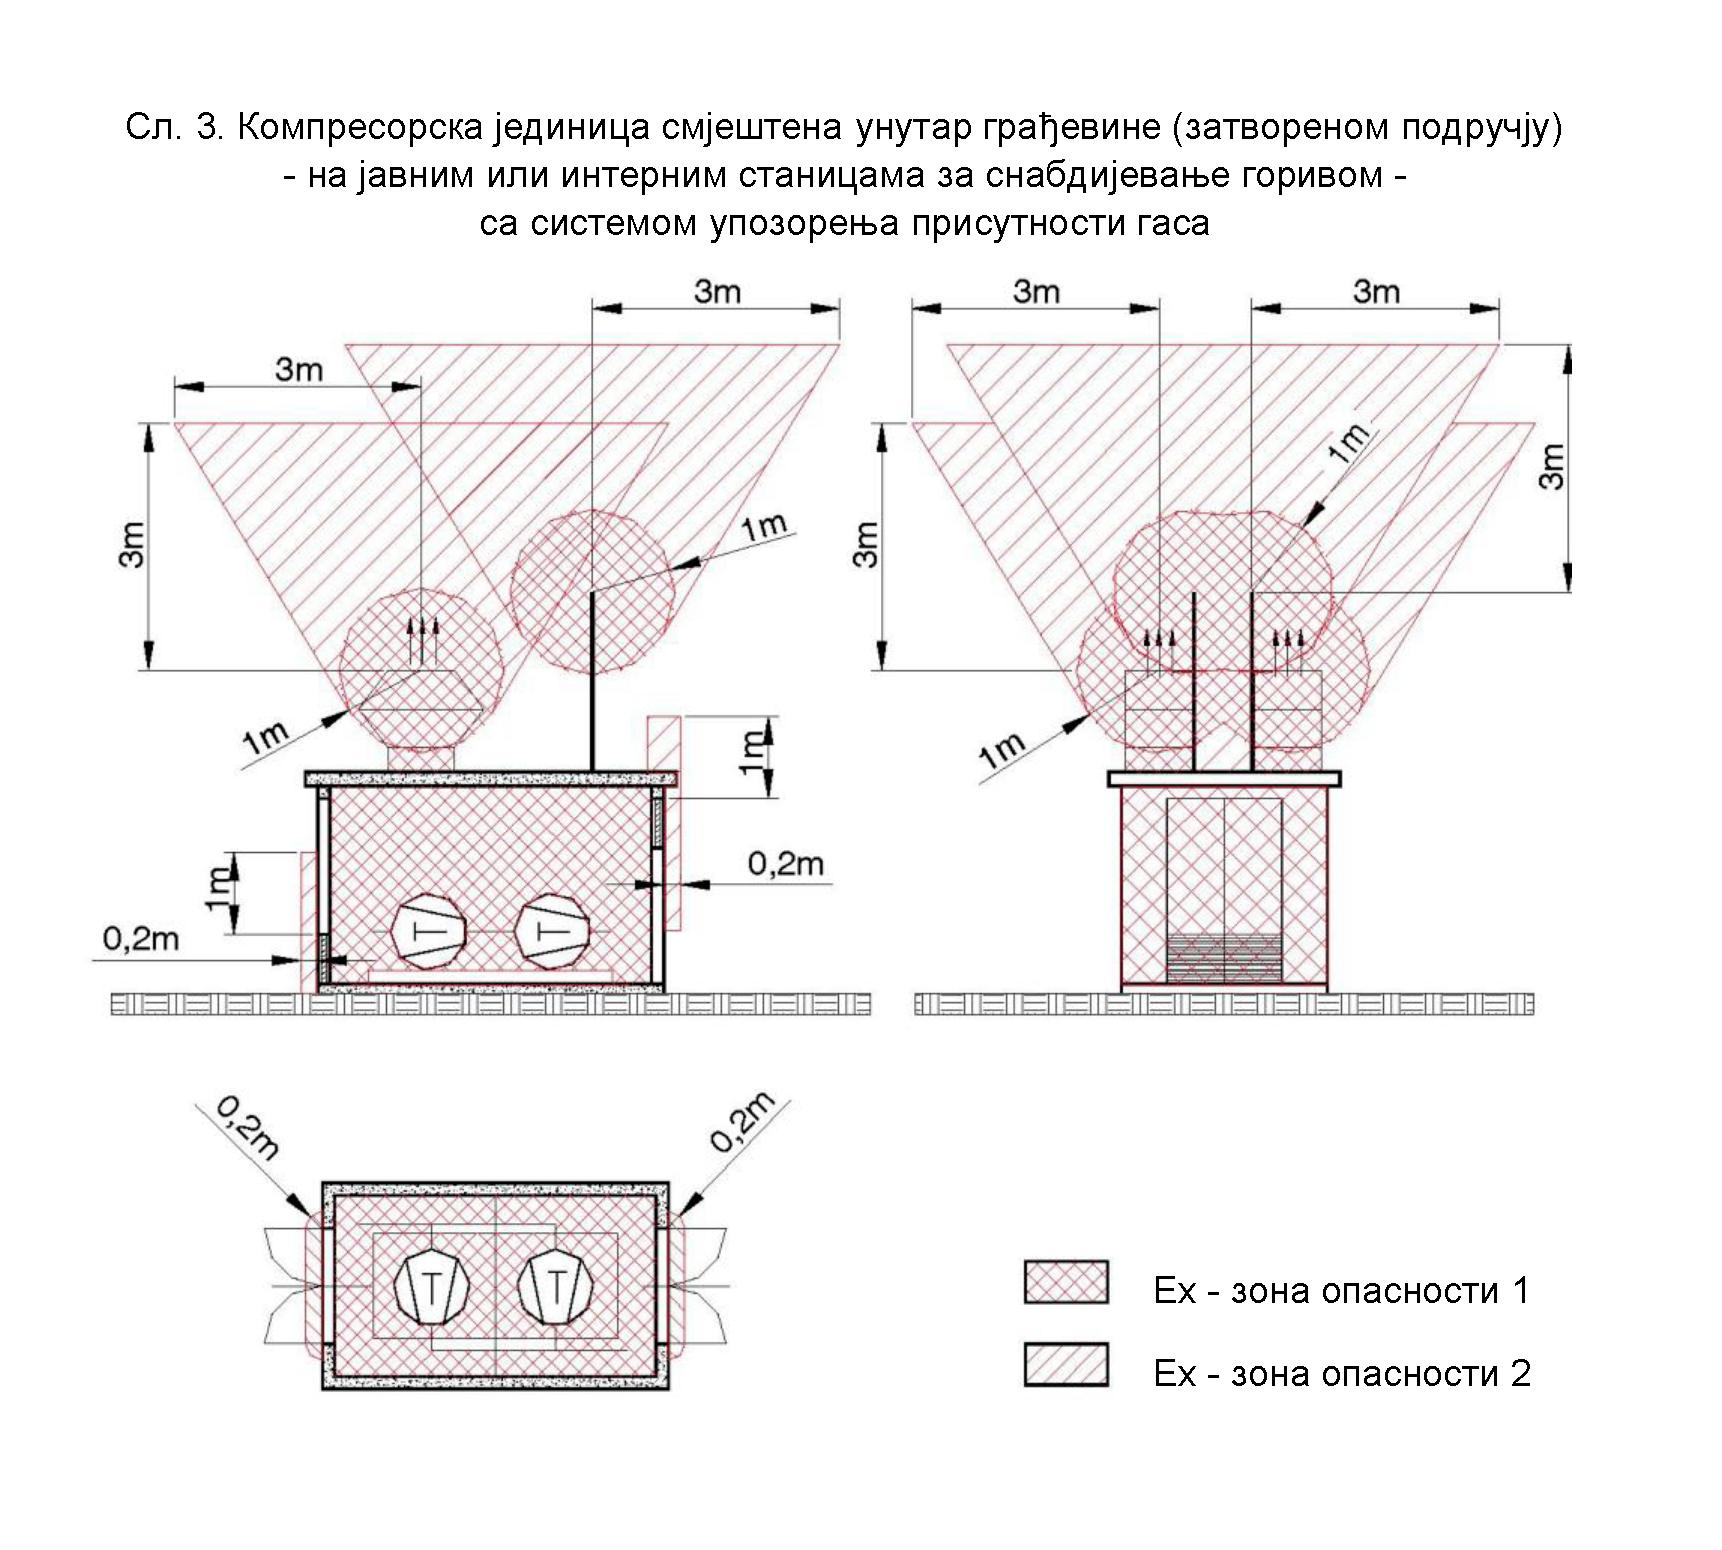 Сл. 3. Компресорска јединица смјештена унутар грађевине (затвореном подручју)
- на јавним или интерним станицама за снабдијевање горивом -
са системом упозорења присутности гаса
3m
3m
3m
3m
3m
3m
3m
1m
1m
1m
1m
1m
1m
0,2m
0,2m
T
T
0,2m
0,2m
T
T
Ex - зона опасности 1
Ex - зона опасности 2